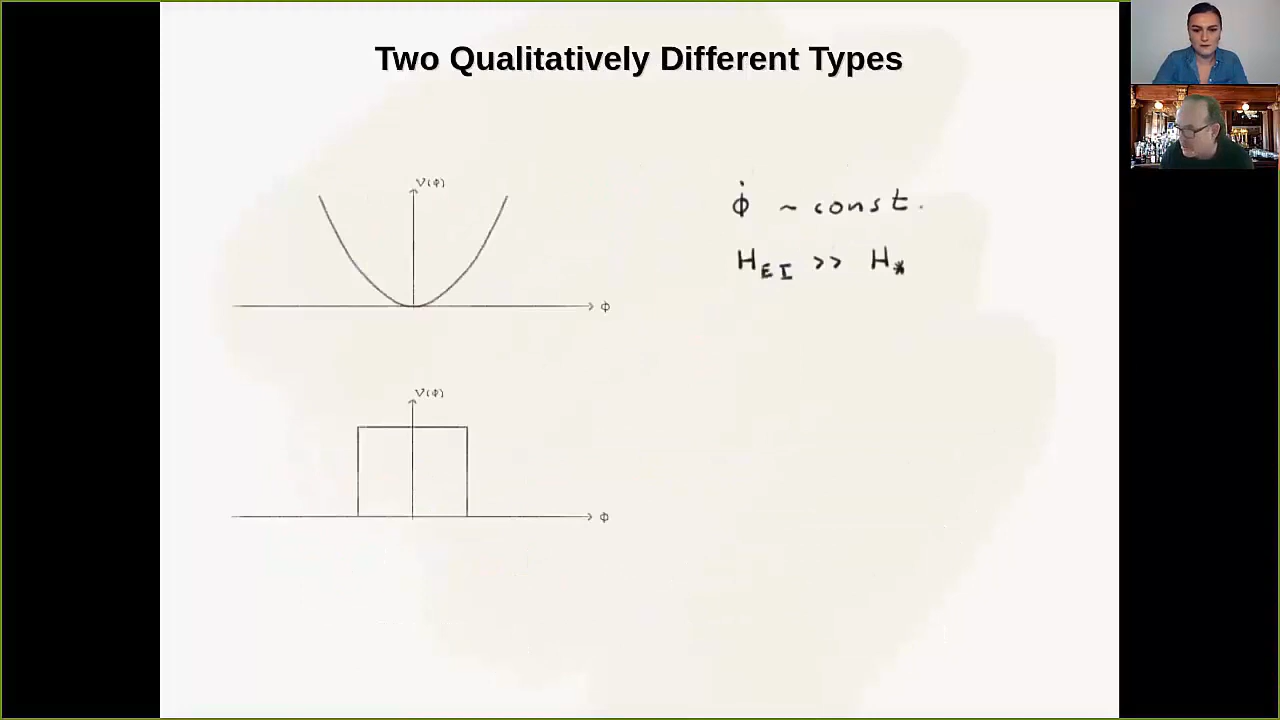 Two Qualitatively Different Types
V(ϕ)
ϕ
ϕ̇ ~ const.
H_EI >> H_*
V(ϕ)
ϕ